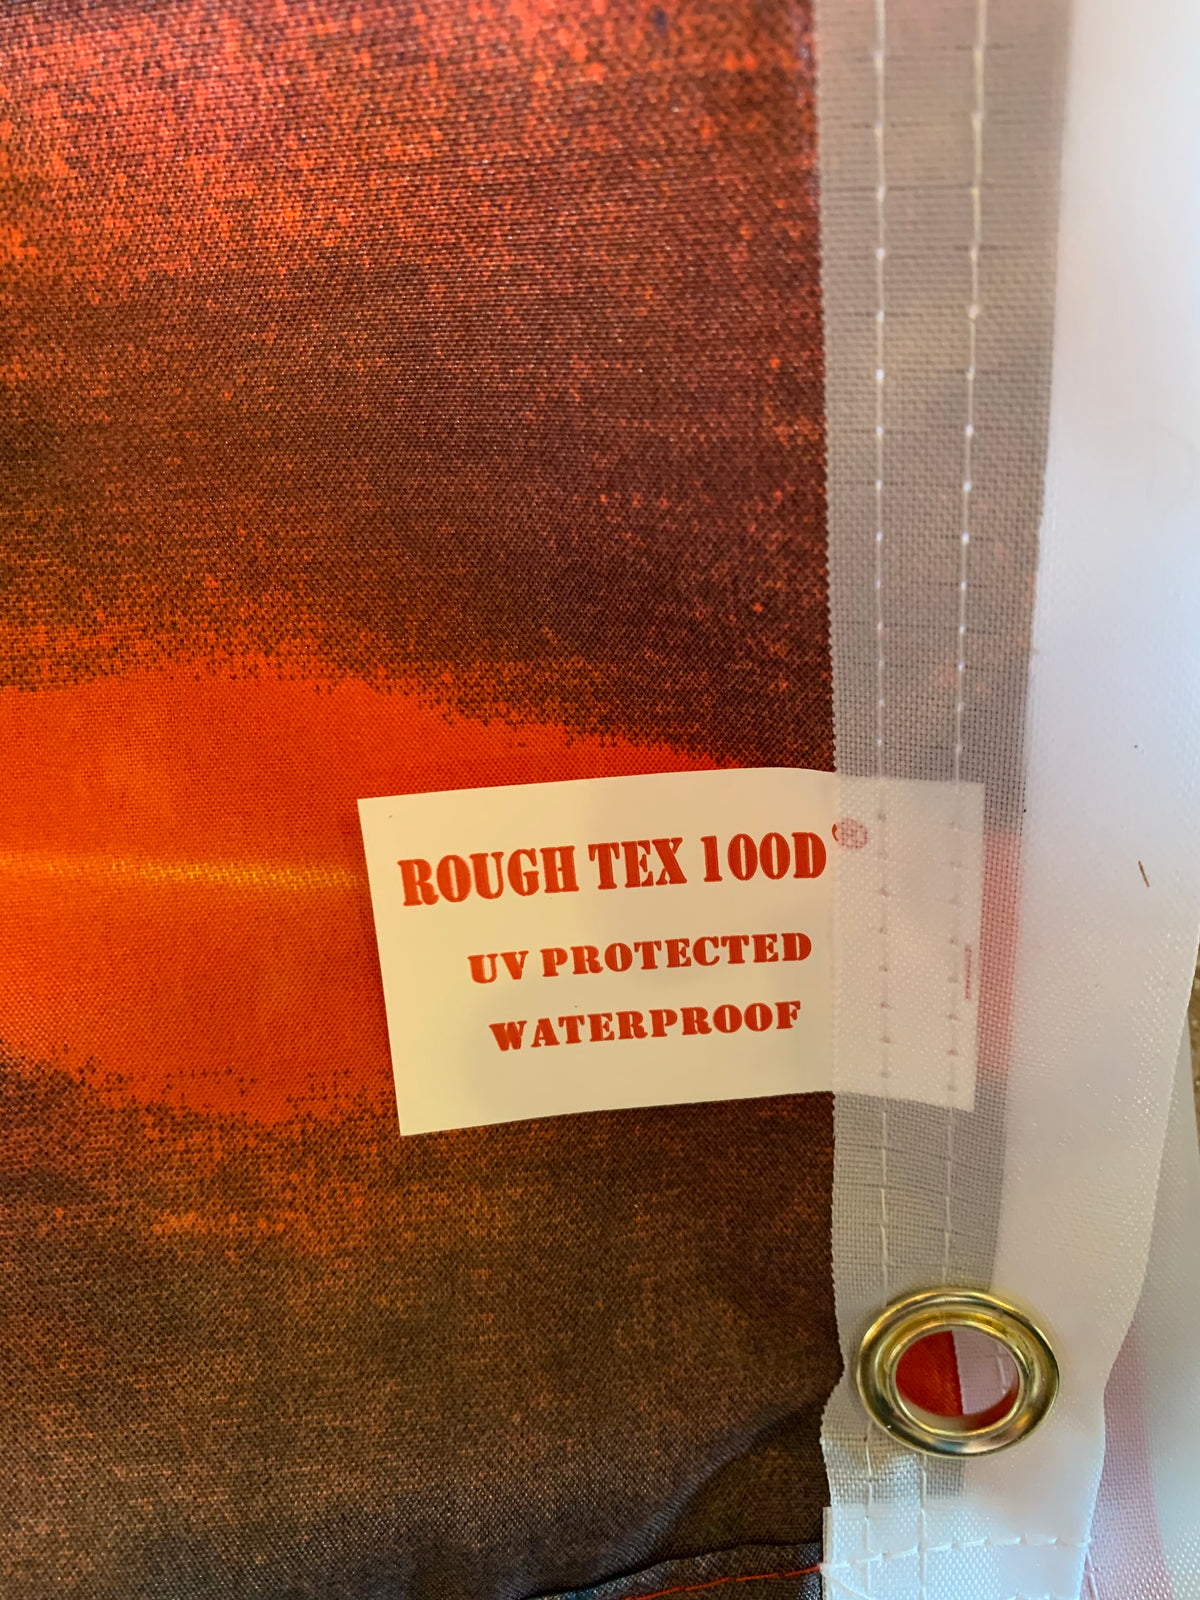 ROUGH TEX 100D®
UV PROTECTED
WATERPROOF